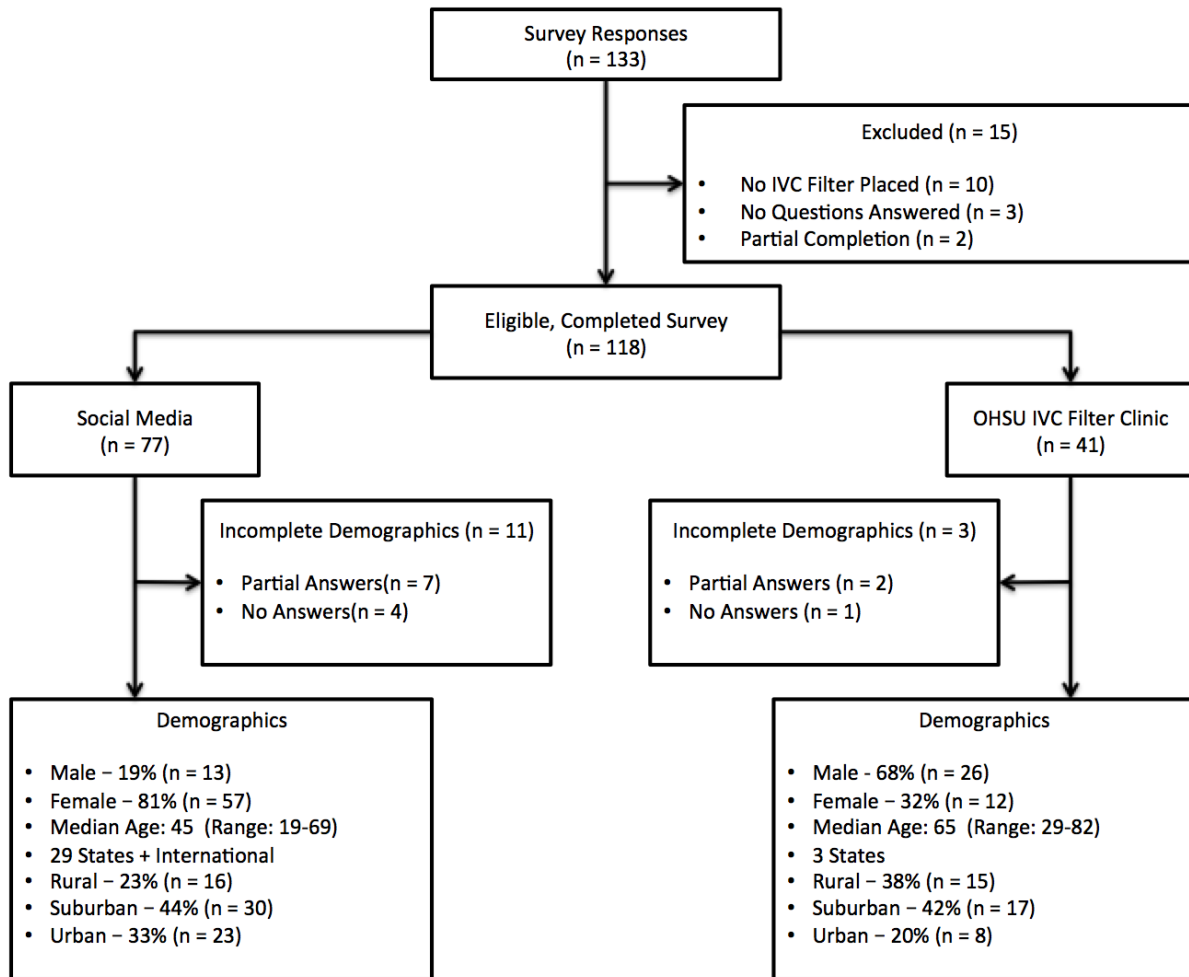 Survey Responses
(n = 133)
Excluded (n = 15)
• No IVC Filter Placed (n = 10)
• No Questions Answered (n = 3)
• Partial Completion (n = 2)
Eligible, Completed Survey
(n = 118)
Social Media
(n = 77)
OHSU IVC Filter Clinic
(n = 41)
Incomplete Demographics (n = 11)
• Partial Answers(n = 7)
• No Answers(n = 4)
Incomplete Demographics (n = 3)
• Partial Answers (n = 2)
• No Answers (n = 1)
Demographics
• Male – 19% (n = 13)
• Female – 81% (n = 57)
• Median Age: 45 (Range: 19-69)
• 29 States + International
• Rural – 23% (n = 16)
• Suburban – 44% (n = 30)
• Urban – 33% (n = 23)
Demographics
• Male - 68% (n = 26)
• Female – 32% (n = 12)
• Median Age: 65 (Range: 29-82)
• 3 States
• Rural – 38% (n = 15)
• Suburban – 42% (n = 17)
• Urban – 20% (n = 8)